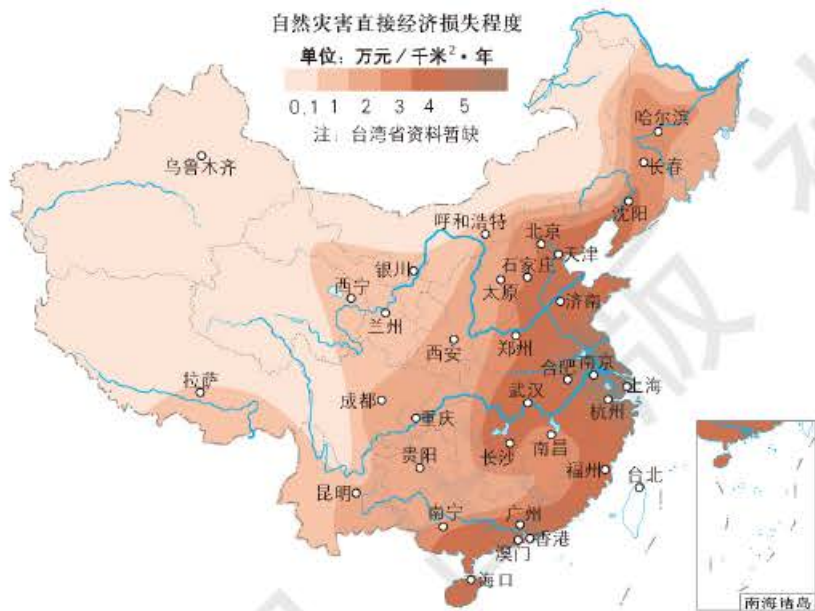 自然灾害直接经济损失程度
单位：万元／千米²·年
0.1 1 2 3 4 5
注：台湾省资料暂缺
哈尔滨
长春
乌鲁木齐
沈阳
呼和浩特
北京
天津
银川
石家庄
西宁
太原
济南
兰州
西安
郑州
合肥
南京
上海
拉萨
成都
武汉
杭州
重庆
贵阳
长沙
南昌
福州
台北
昆明
南宁
广州
香港
澳门
海口
南海诸岛
版
社